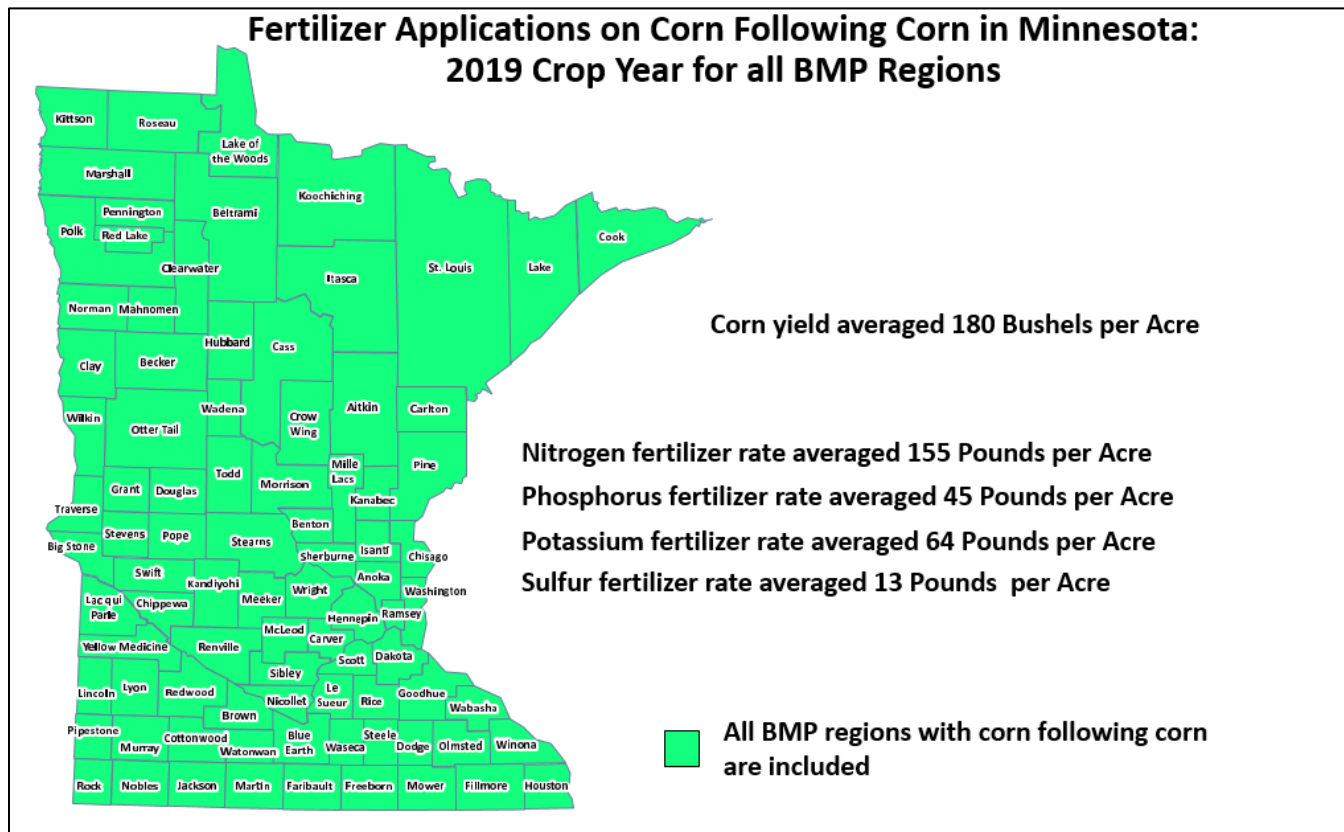 Fertilizer Applications on Corn Following Corn in Minnesota:
2019 Crop Year for all BMP Regions
Kittson
Roseau
Lake of
the Woods
Marshall
Koochiching
Pennington
Beltrami
Polk
Red Lake
Cook
Clearwater
St. Louis
Lake
Itasca
Norman
Mahnomen
Corn yield averaged 180 Bushels per Acre
Hubbard
Cass
Clay
Becker
Wadena
Aitkin
Carlton
Wilkin
Crow
Wing
Otter Tail
Nitrogen fertilizer rate averaged 155 Pounds per Acre
Mille
Lacs
Pine
Todd
Morrison
Grant
Douglas
Kanabec
Phosphorus fertilizer rate averaged 45 Pounds per Acre
Traverse
Benton
Stevens
Pope
Stearns
Big Stone
Sherburne
Isanti
Chisago
Potassium fertilizer rate averaged 64 Pounds per Acre
Swift
Kandiyohi
Anoka
Sulfur fertilizer rate averaged 13 Pounds per Acre
Wright
Washington
Lac qui
Parle
Chippewa
Meeker
Hennepin
Ramsey
McLeod
Carver
Yellow Medicine
Renville
Scott
Dakota
Sibley
Lincoln
Lyon
Redwood
Nicollet
Le
Sueur
Rice
Goodhue
Wabasha
Brown
Pipestone
Murray
Cottonwood
Watonwan
Blue
Earth
Waseca
Steele
Dodge
Olmsted
Winona
All BMP regions with corn following corn
are included
Rock
Nobles
Jackson
Martin
Faribault
Freeborn
Mower
Fillmore
Houston